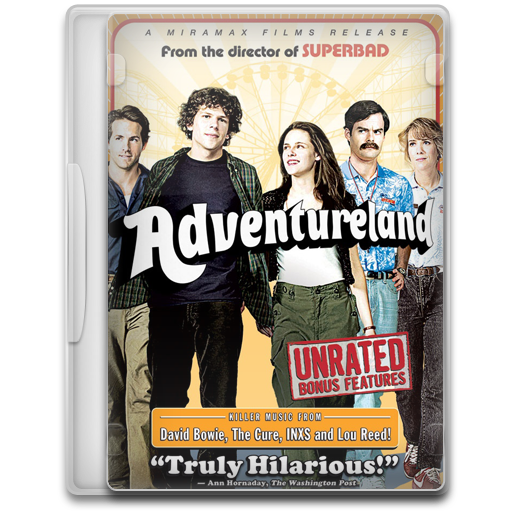 A MIRAMAX FILMS RELEASE
From the director of SUPERBAD
Adventureland
UNRATED
BONUS FEATURES
KILLER MUSIC FROM
David Bowie, The Cure, INXS and Lou Reed!
“Truly Hilarious!”
— Ann Hornaday, The Washington Post